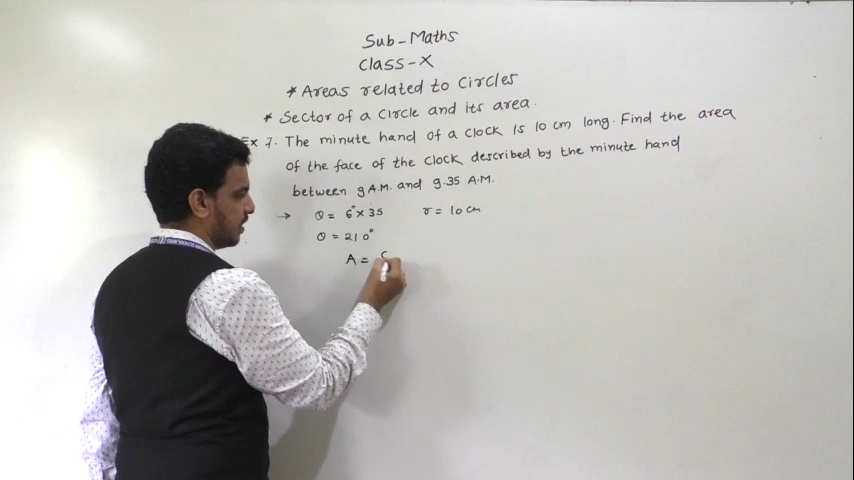 Sub-Maths
Class-X
* Areas related to Circles
* Sector of a Circle and its area.
Ex 7. The minute hand of a clock is 10 cm long. Find the area
of the face of the clock described by the minute hand
between 9 A.M. and 9.35 A.M.
→ θ = 6° × 35 r = 10 cm
θ = 210°
A =